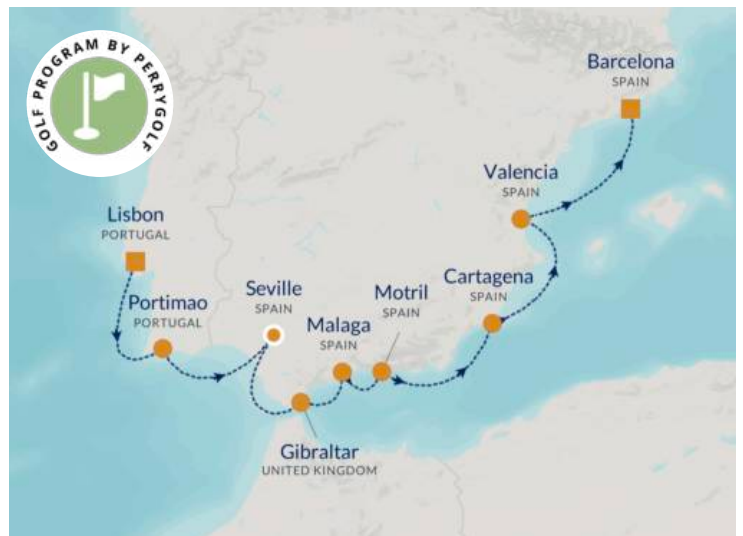 GOLF PROGRAM BY PERRYGOLF
Barcelona
SPAIN
Valencia
SPAIN
Lisbon
PORTUGAL
Cartagena
SPAIN
Seville
SPAIN
Motril
SPAIN
Portimao
PORTUGAL
Malaga
SPAIN
Gibraltar
UNITED KINGDOM